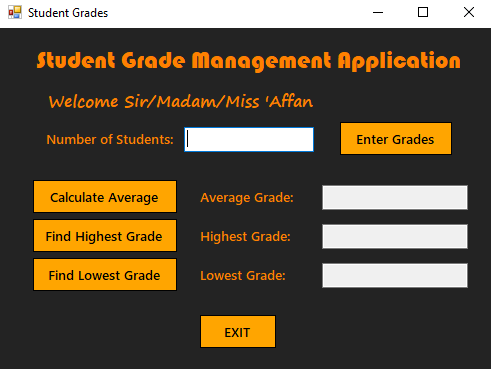 Student Grades
Student Grade Management Application
Welcome Sir/Madam/Miss 'Affan
Number of Students: Enter Grades
Calculate Average Average Grade:
Find Highest Grade Highest Grade:
Find Lowest Grade Lowest Grade:
EXIT